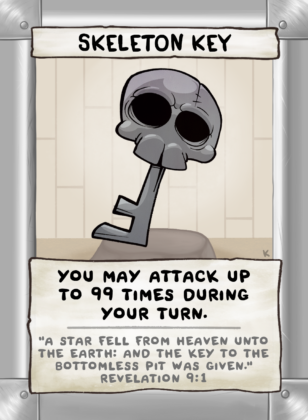 SKELETON KEY
YOU MAY ATTACK UP
TO 99 TIMES DURING
YOUR TURN.
"A STAR FELL FROM HEAVEN UNTO
THE EARTH: AND THE KEY TO THE
BOTTOMLESS PIT WAS GIVEN."
REVELATION 9:1